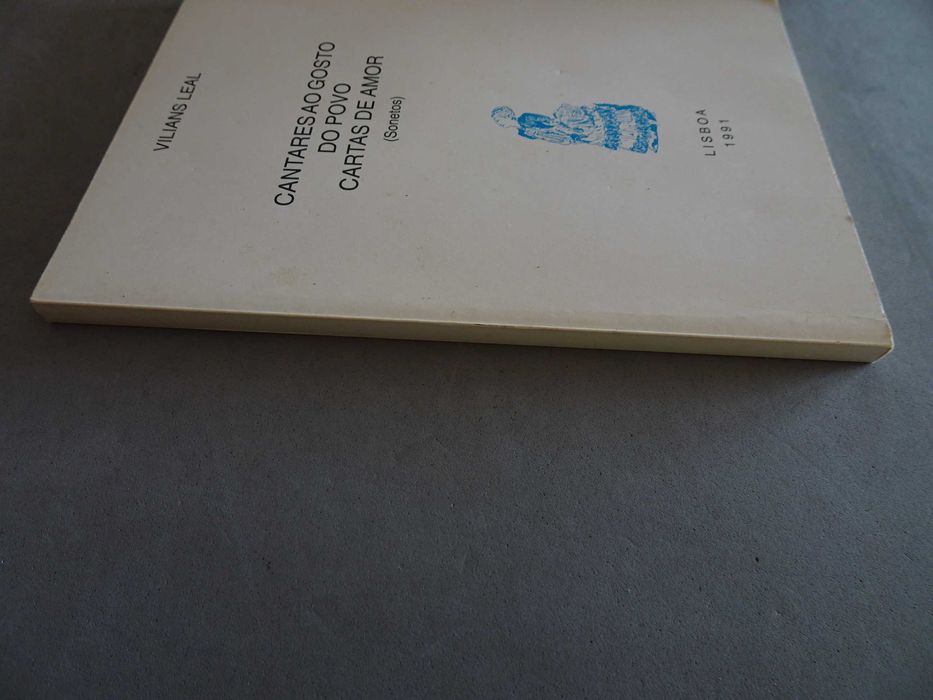 VILIANS LEAL
CANTARES AO GOSTO
DO POVO
CARTAS DE AMOR
(Sonetos)
LISBOA
1991